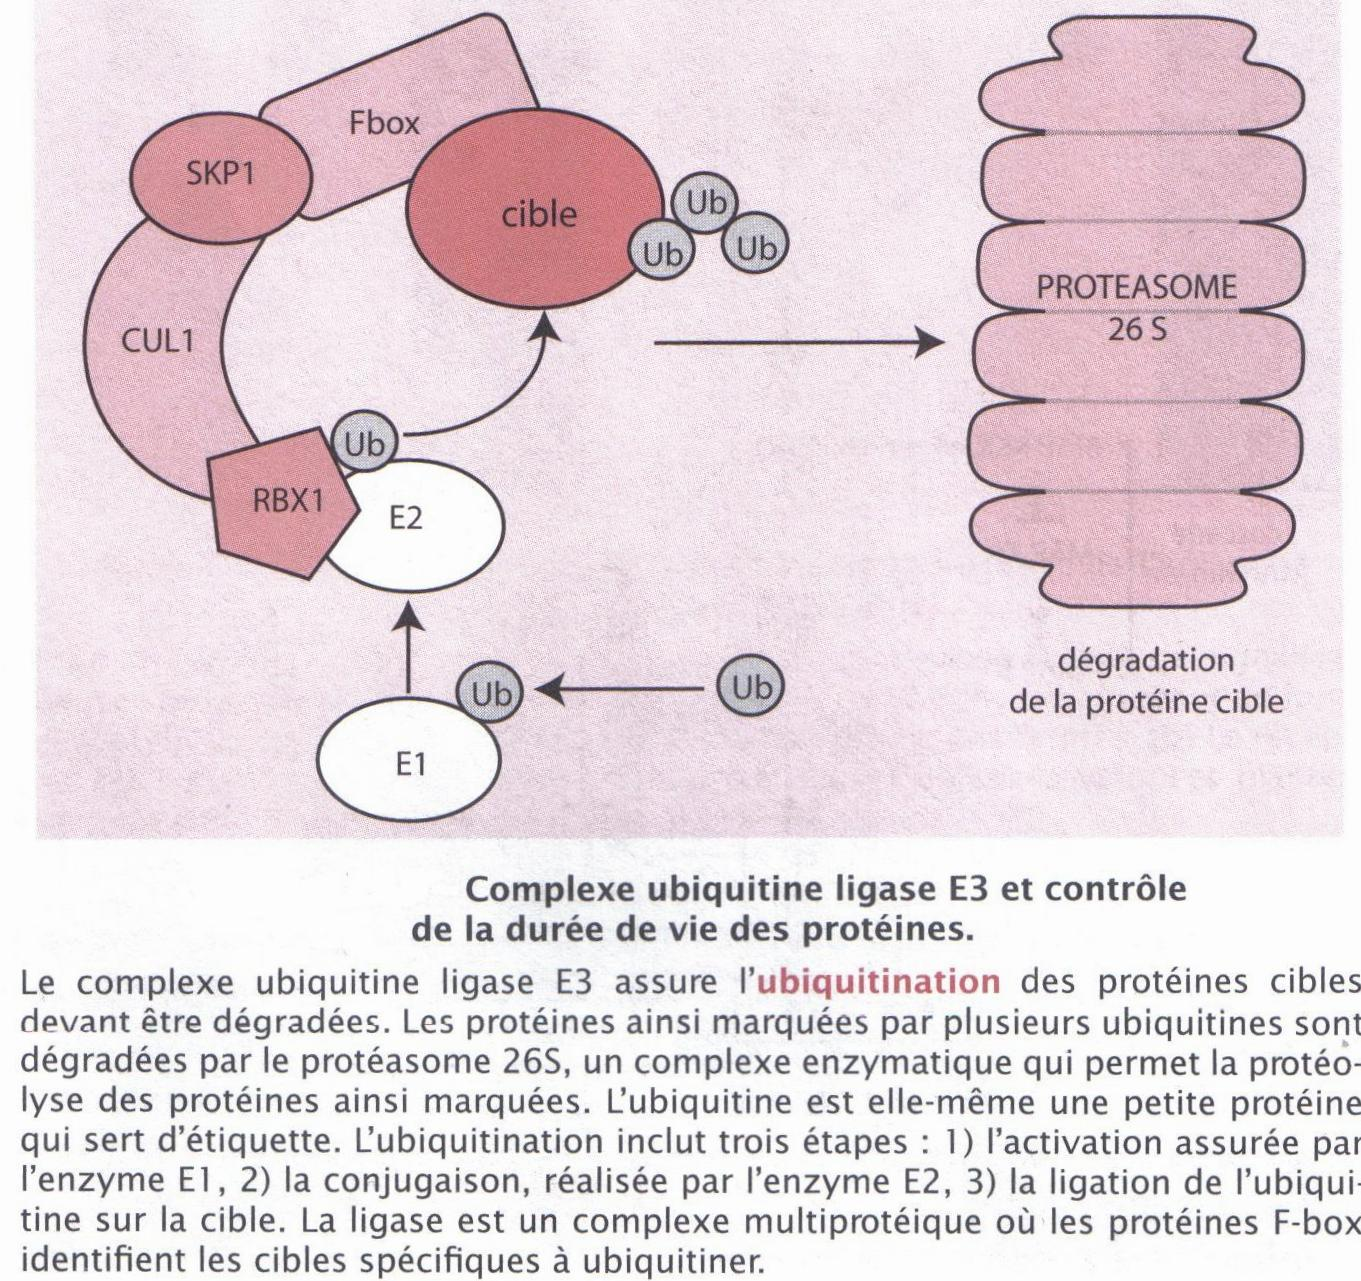 Fbox
SKP1
cible
Ub
Ub
Ub
CUL1
PROTEASOME
26 S
Ub
RBX1
E2
dégradation
de la protéine cible
Ub
Ub
E1
Complexe ubiquitine ligase E3 et contrôle
de la durée de vie des protéines.
Le complexe ubiquitine ligase E3 assure l'ubiquitination des protéines cibles
devant être dégradées. Les protéines ainsi marquées par plusieurs ubiquitines sont
dégradées par le protéasome 26S, un complexe enzymatique qui permet la protéo-
lyse des protéines ainsi marquées. L'ubiquitine est elle-même une petite protéine
qui sert d'étiquette. L'ubiquitination inclut trois étapes : 1) l'activation assurée par
l'enzyme E1, 2) la conjugaison, réalisée par l'enzyme E2, 3) la ligation de l'ubiqui-
tine sur la cible. La ligase est un complexe multiprotéique où les protéines F-box
identifient les cibles spécifiques à ubiquitiner.